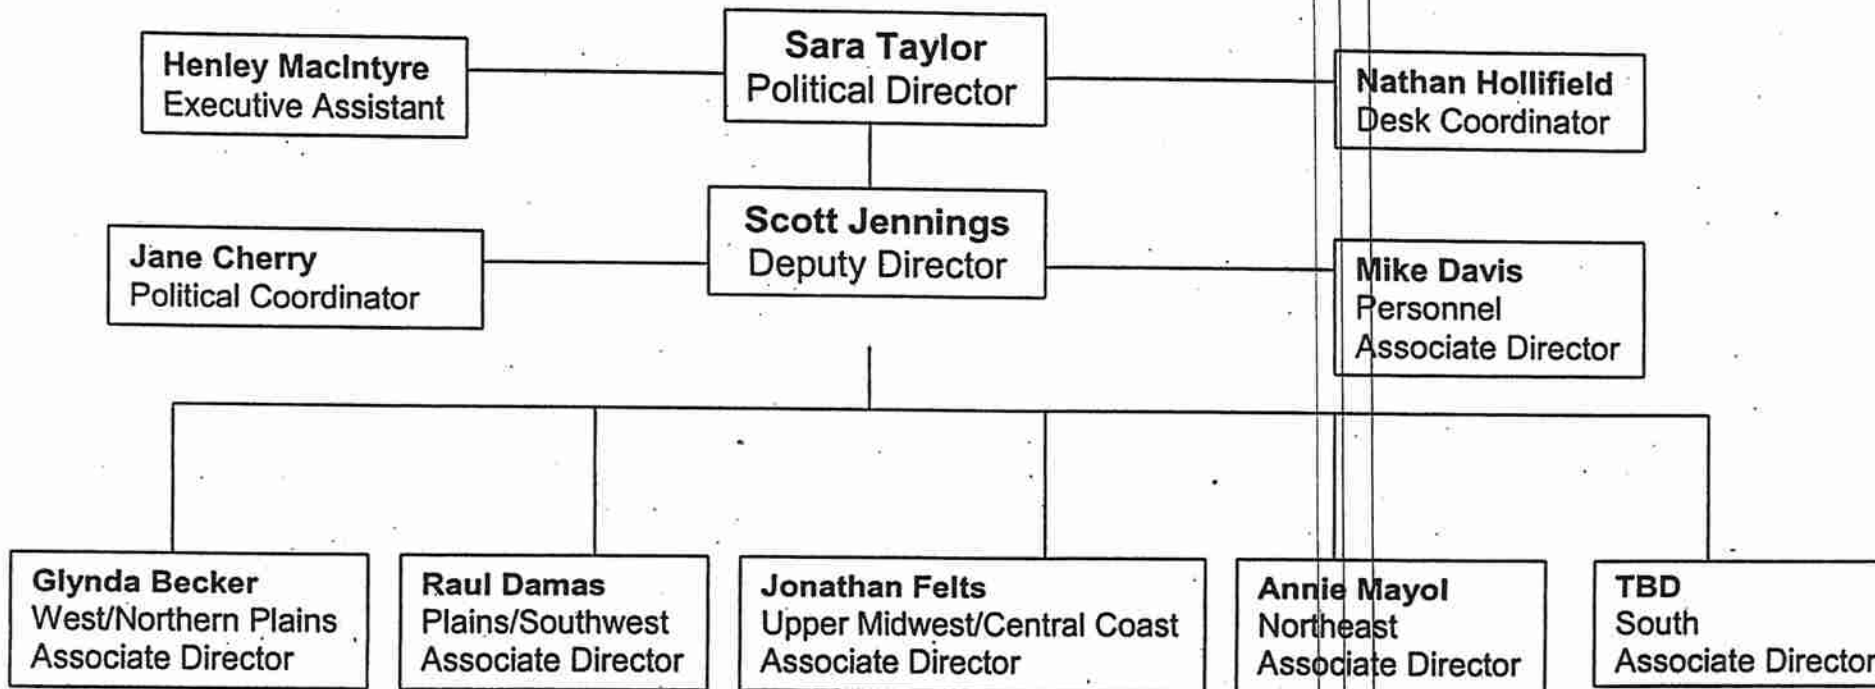 Sara Taylor
Political Director
Henley MacIntyre
Executive Assistant
Nathan Hollifield
Desk Coordinator
Scott Jennings
Deputy Director
Jane Cherry
Political Coordinator
Mike Davis
Personnel
Associate Director
Glynda Becker
West/Northern Plains
Associate Director
Raul Damas
Plains/Southwest
Associate Director
Jonathan Felts
Upper Midwest/Central Coast
Associate Director
Annie Mayol
Northeast
Associate Director
TBD
South
Associate Director